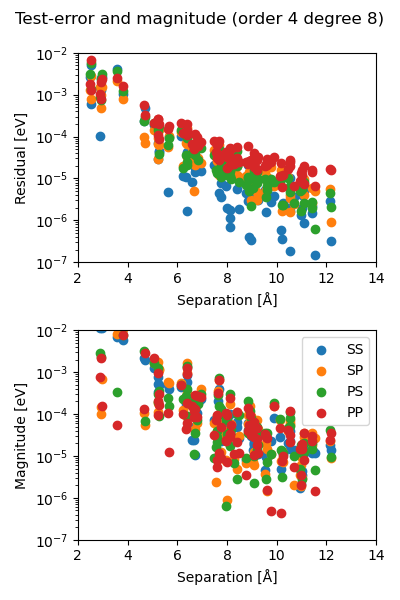 Test-error and magnitude (order 4 degree 8)
10⁻²
10⁻³
10⁻⁴
10⁻⁵
10⁻⁶
10⁻⁷
Residual [eV]
2 4 6 8 10 12 14
Separation [Å]
10⁻²
10⁻³
10⁻⁴
10⁻⁵
10⁻⁶
10⁻⁷
Magnitude [eV]
SS
SP
PS
PP
2 4 6 8 10 12 14
Separation [Å]